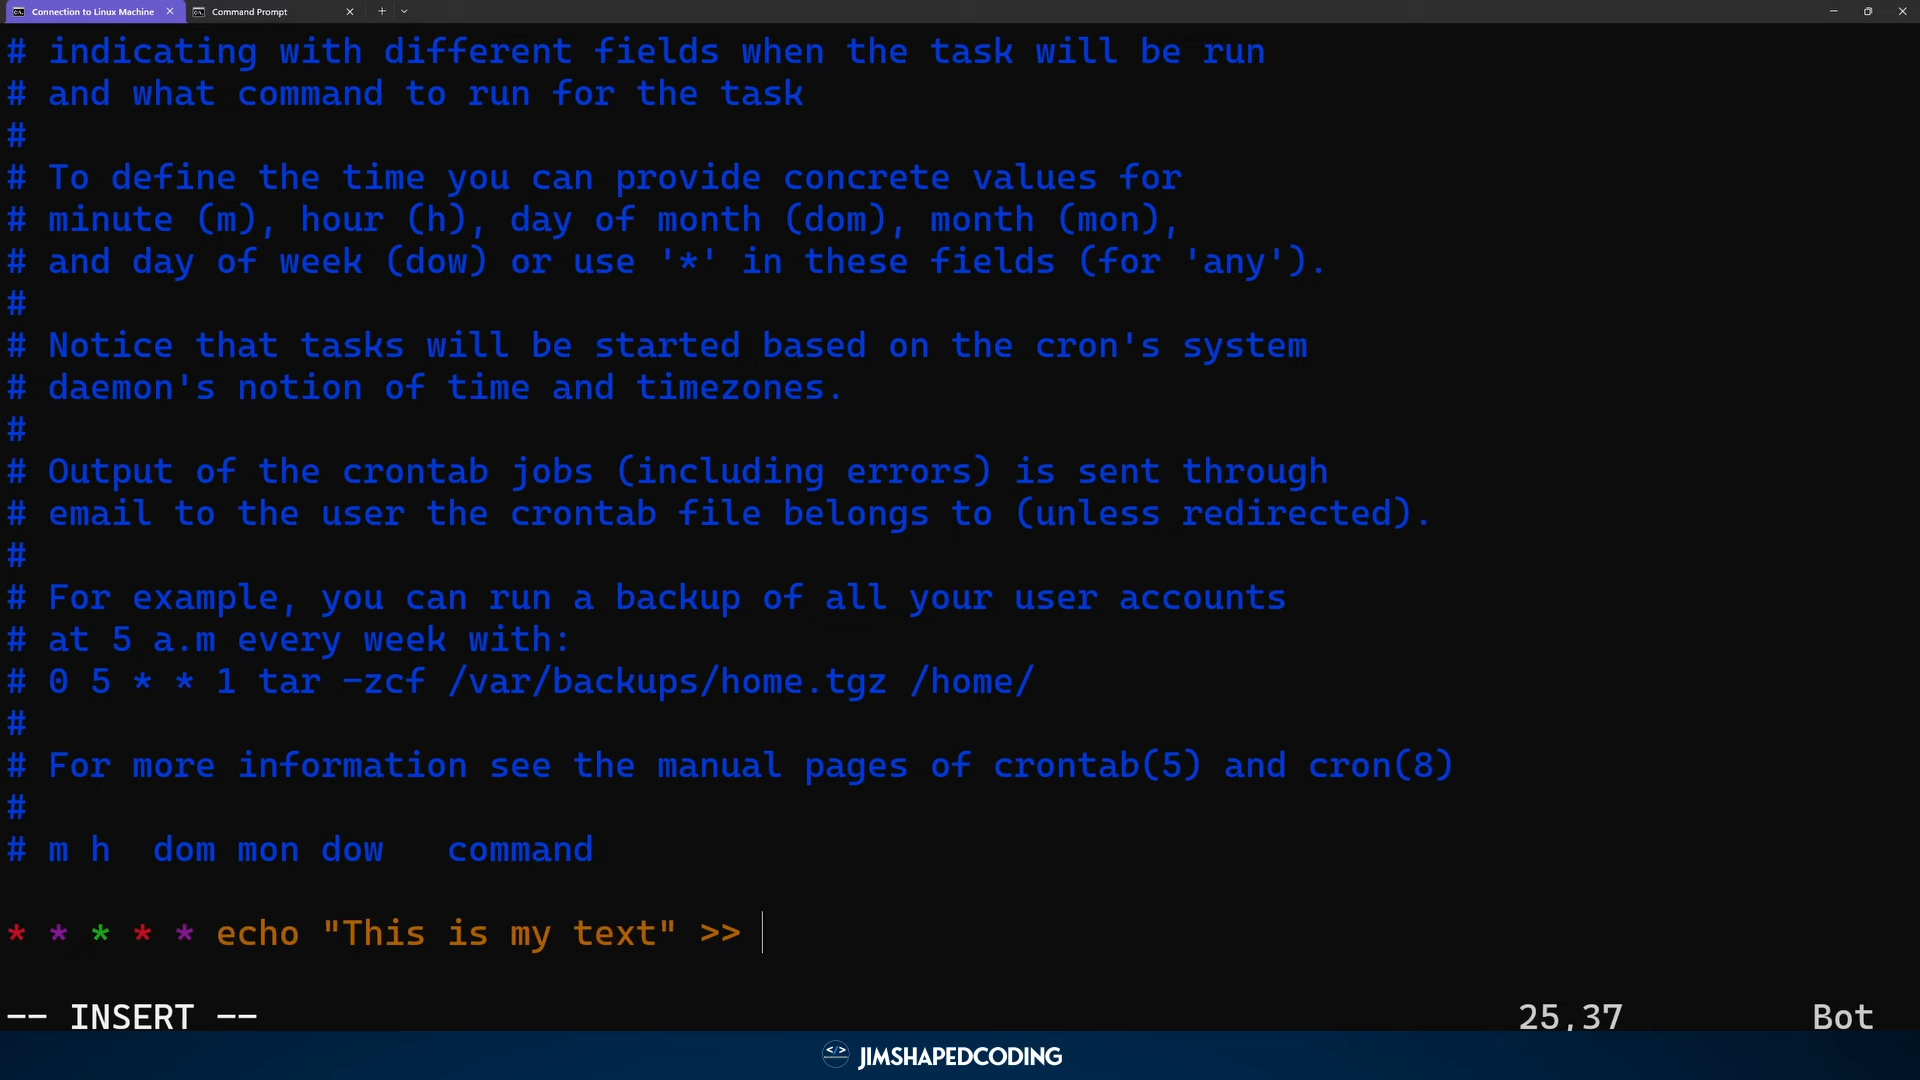 Connection to Linux Machine
Command Prompt
# indicating with different fields when the task will be run
# and what command to run for the task
#
# To define the time you can provide concrete values for
# minute (m), hour (h), day of month (dom), month (mon),
# and day of week (dow) or use '*' in these fields (for 'any').
#
# Notice that tasks will be started based on the cron's system
# daemon's notion of time and timezones.
#
# Output of the crontab jobs (including errors) is sent through
# email to the user the crontab file belongs to (unless redirected).
#
# For example, you can run a backup of all your user accounts
# at 5 a.m every week with:
# 0 5 * * 1 tar -zcf /var/backups/home.tgz /home/
#
# For more information see the manual pages of crontab(5) and cron(8)
#
# m h  dom mon dow   command
* * * * * echo "This is my text" >>
-- INSERT --
25,37
Bot
</> JIMSHAPEDCODING